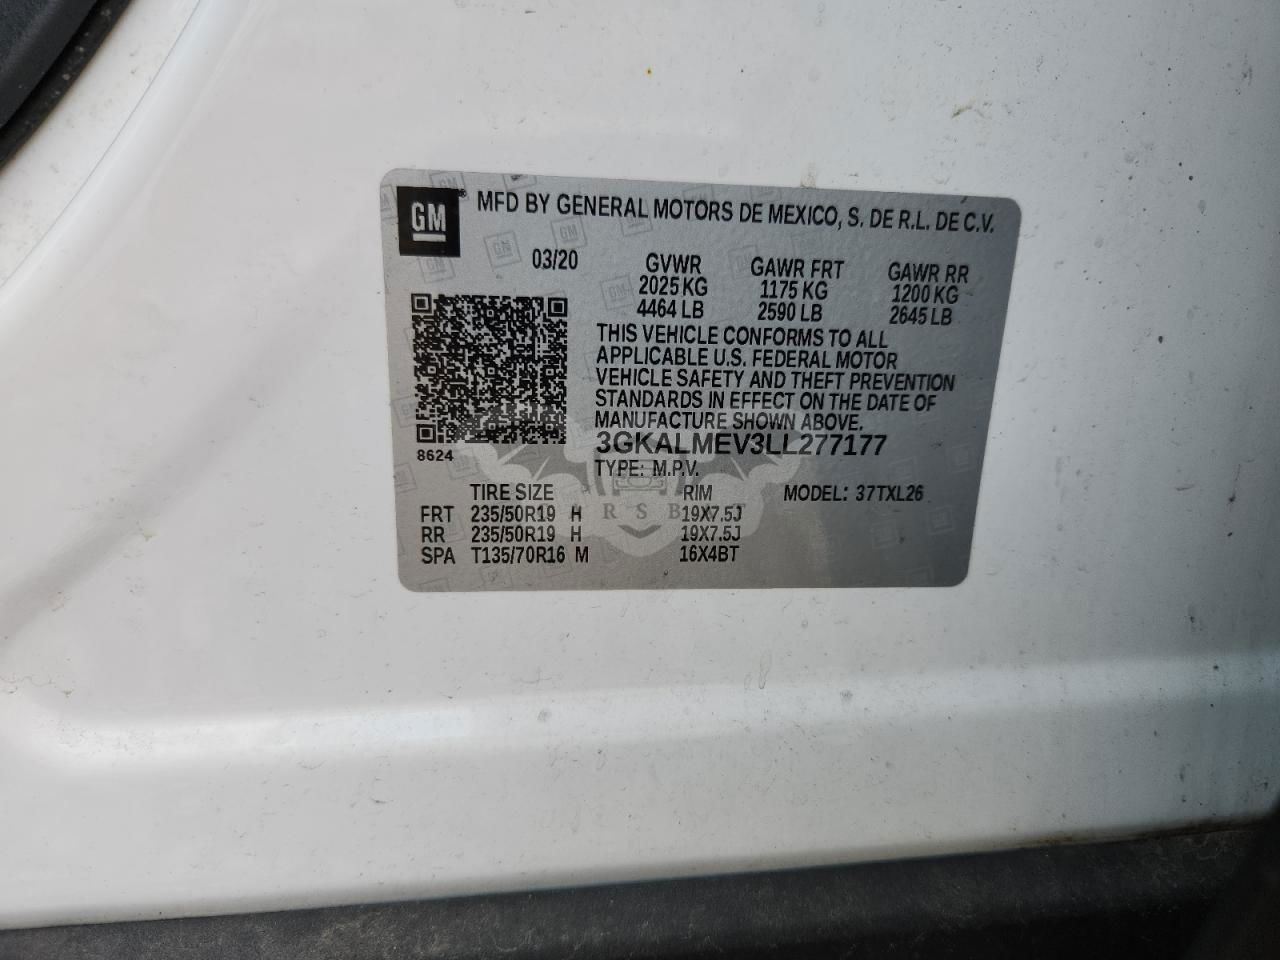 GM® MFD BY GENERAL MOTORS DE MEXICO, S. DE R.L. DE C.V.
03/20 GVWR GAWR FRT GAWR RR
2025 KG 1175 KG 1200 KG
4464 LB 2590 LB 2645 LB
THIS VEHICLE CONFORMS TO ALL
APPLICABLE U.S. FEDERAL MOTOR
VEHICLE SAFETY AND THEFT PREVENTION
STANDARDS IN EFFECT ON THE DATE OF
MANUFACTURE SHOWN ABOVE.
3GKALMEV3LL277177
8624 TYPE: M.P.V.
TIRE SIZE RIM MODEL: 37TXL26
FRT 235/50R19 H 19X7.5J
RR 235/50R19 H 19X7.5J
SPA T135/70R16 M 16X4BT